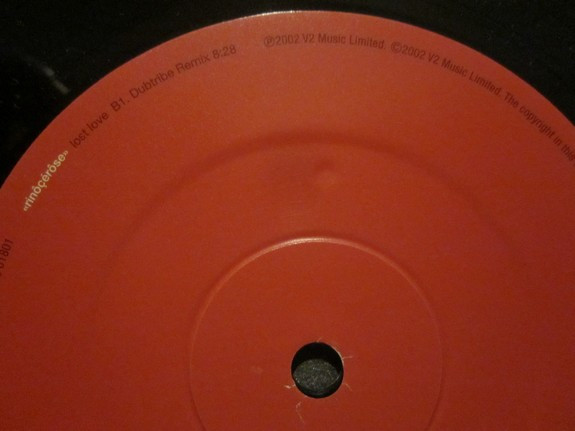 01801
«rinôçérôse» lost love B1. Dubtribe Remix 8:28
℗2002 V2 Music Limited. ©2002 V2 Music Limited. The copyright in this